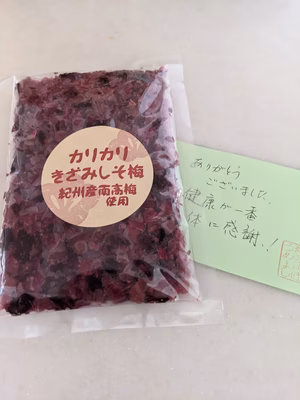 カリカリ
きざみしそ梅
紀州産南高梅
使用
ありがとう
ございました。
健康が一番
体に感謝!